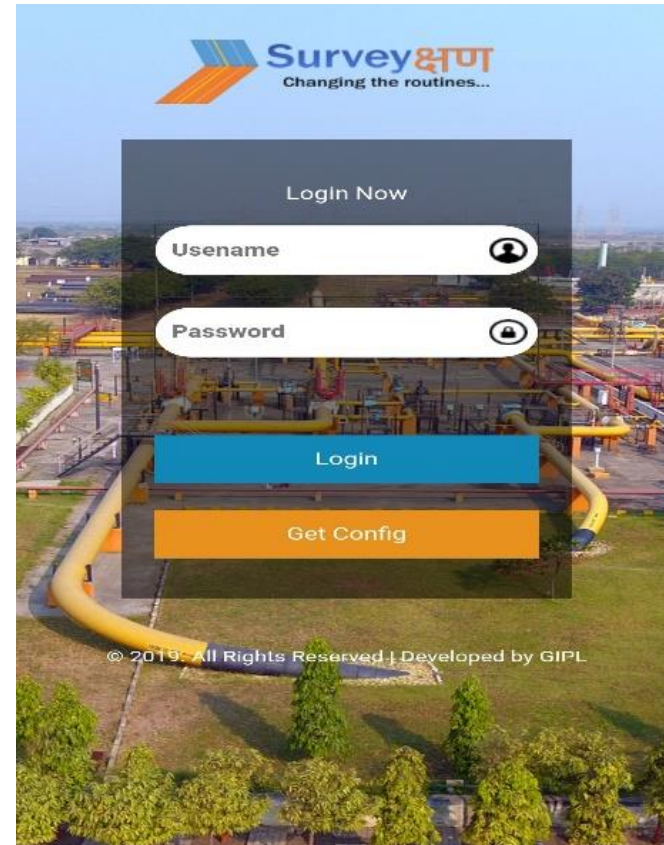 Surveyक्षण
Changing the routines...
Login Now
Usename
Password
Login
Get Config
© 2019. All Rights Reserved | Developed by GIPL